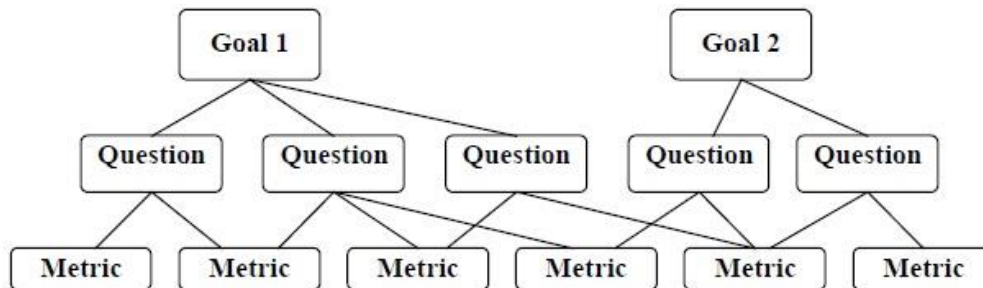 Goal 1 Goal 2
Question Question Question Question Question
Metric Metric Metric Metric Metric Metric